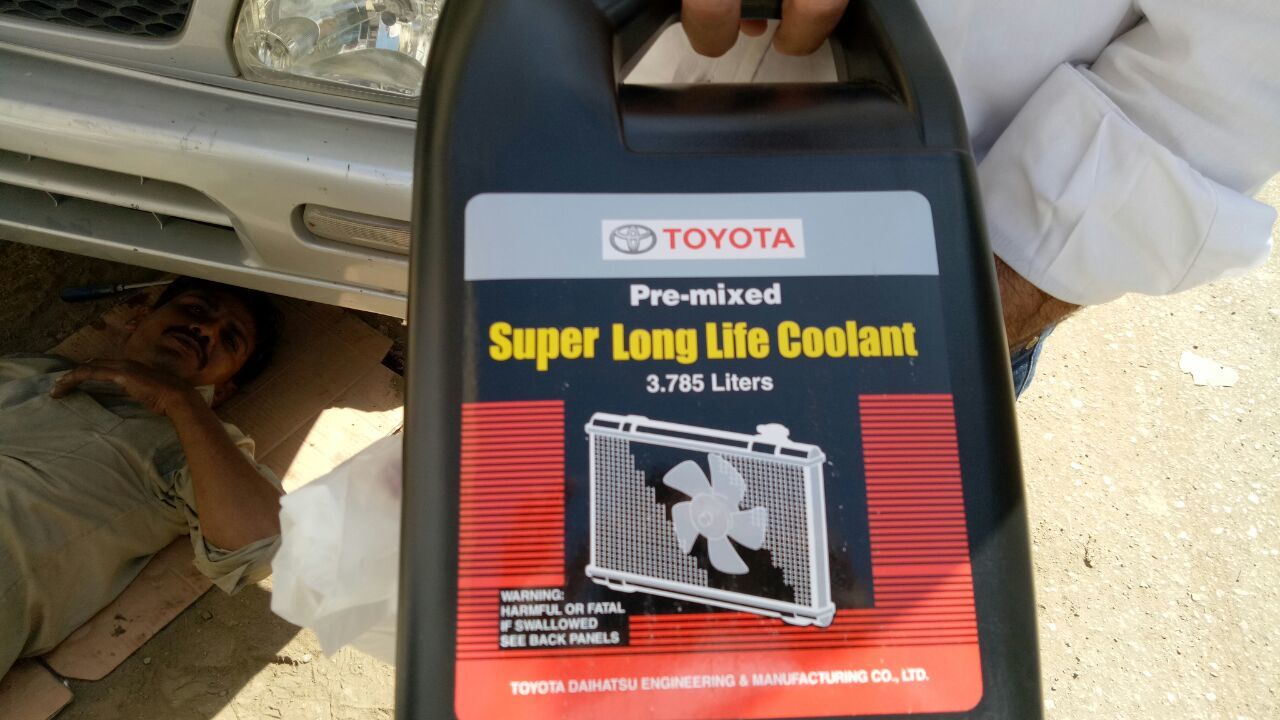 TOYOTA
Pre-mixed
Super Long Life Coolant
3.785 Liters
WARNING:
HARMFUL OR FATAL
IF SWALLOWED
SEE BACK PANELS
TOYOTA DAIHATSU ENGINEERING & MANUFACTURING CO., LTD.